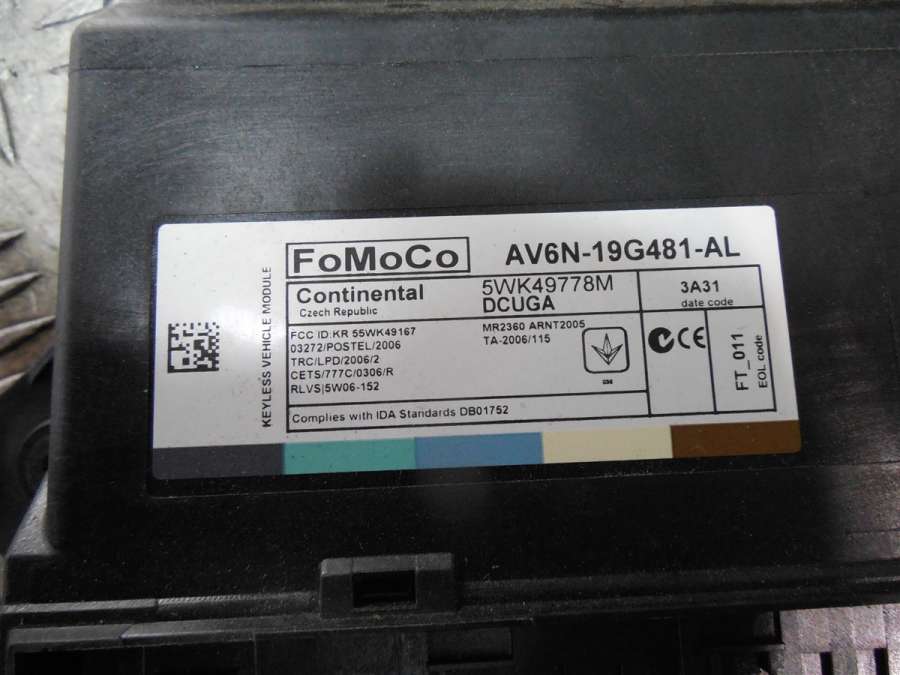 FoMoCo AV6N-19G481-AL
Continental
Czech Republic
5WK49778M
DCUGA
3A31
date code
FCC ID:KR 55WK49167
03272/POSTEL/2006
TRC/LPD/2006/2
CETS/777C/0306/R
RLVS|5W06-152
MR2360 ARNT2005
TA-2006/115
CE
FT_011
EOL code
Complies with IDA Standards DB01752
KEYLESS VEHICLE MODULE